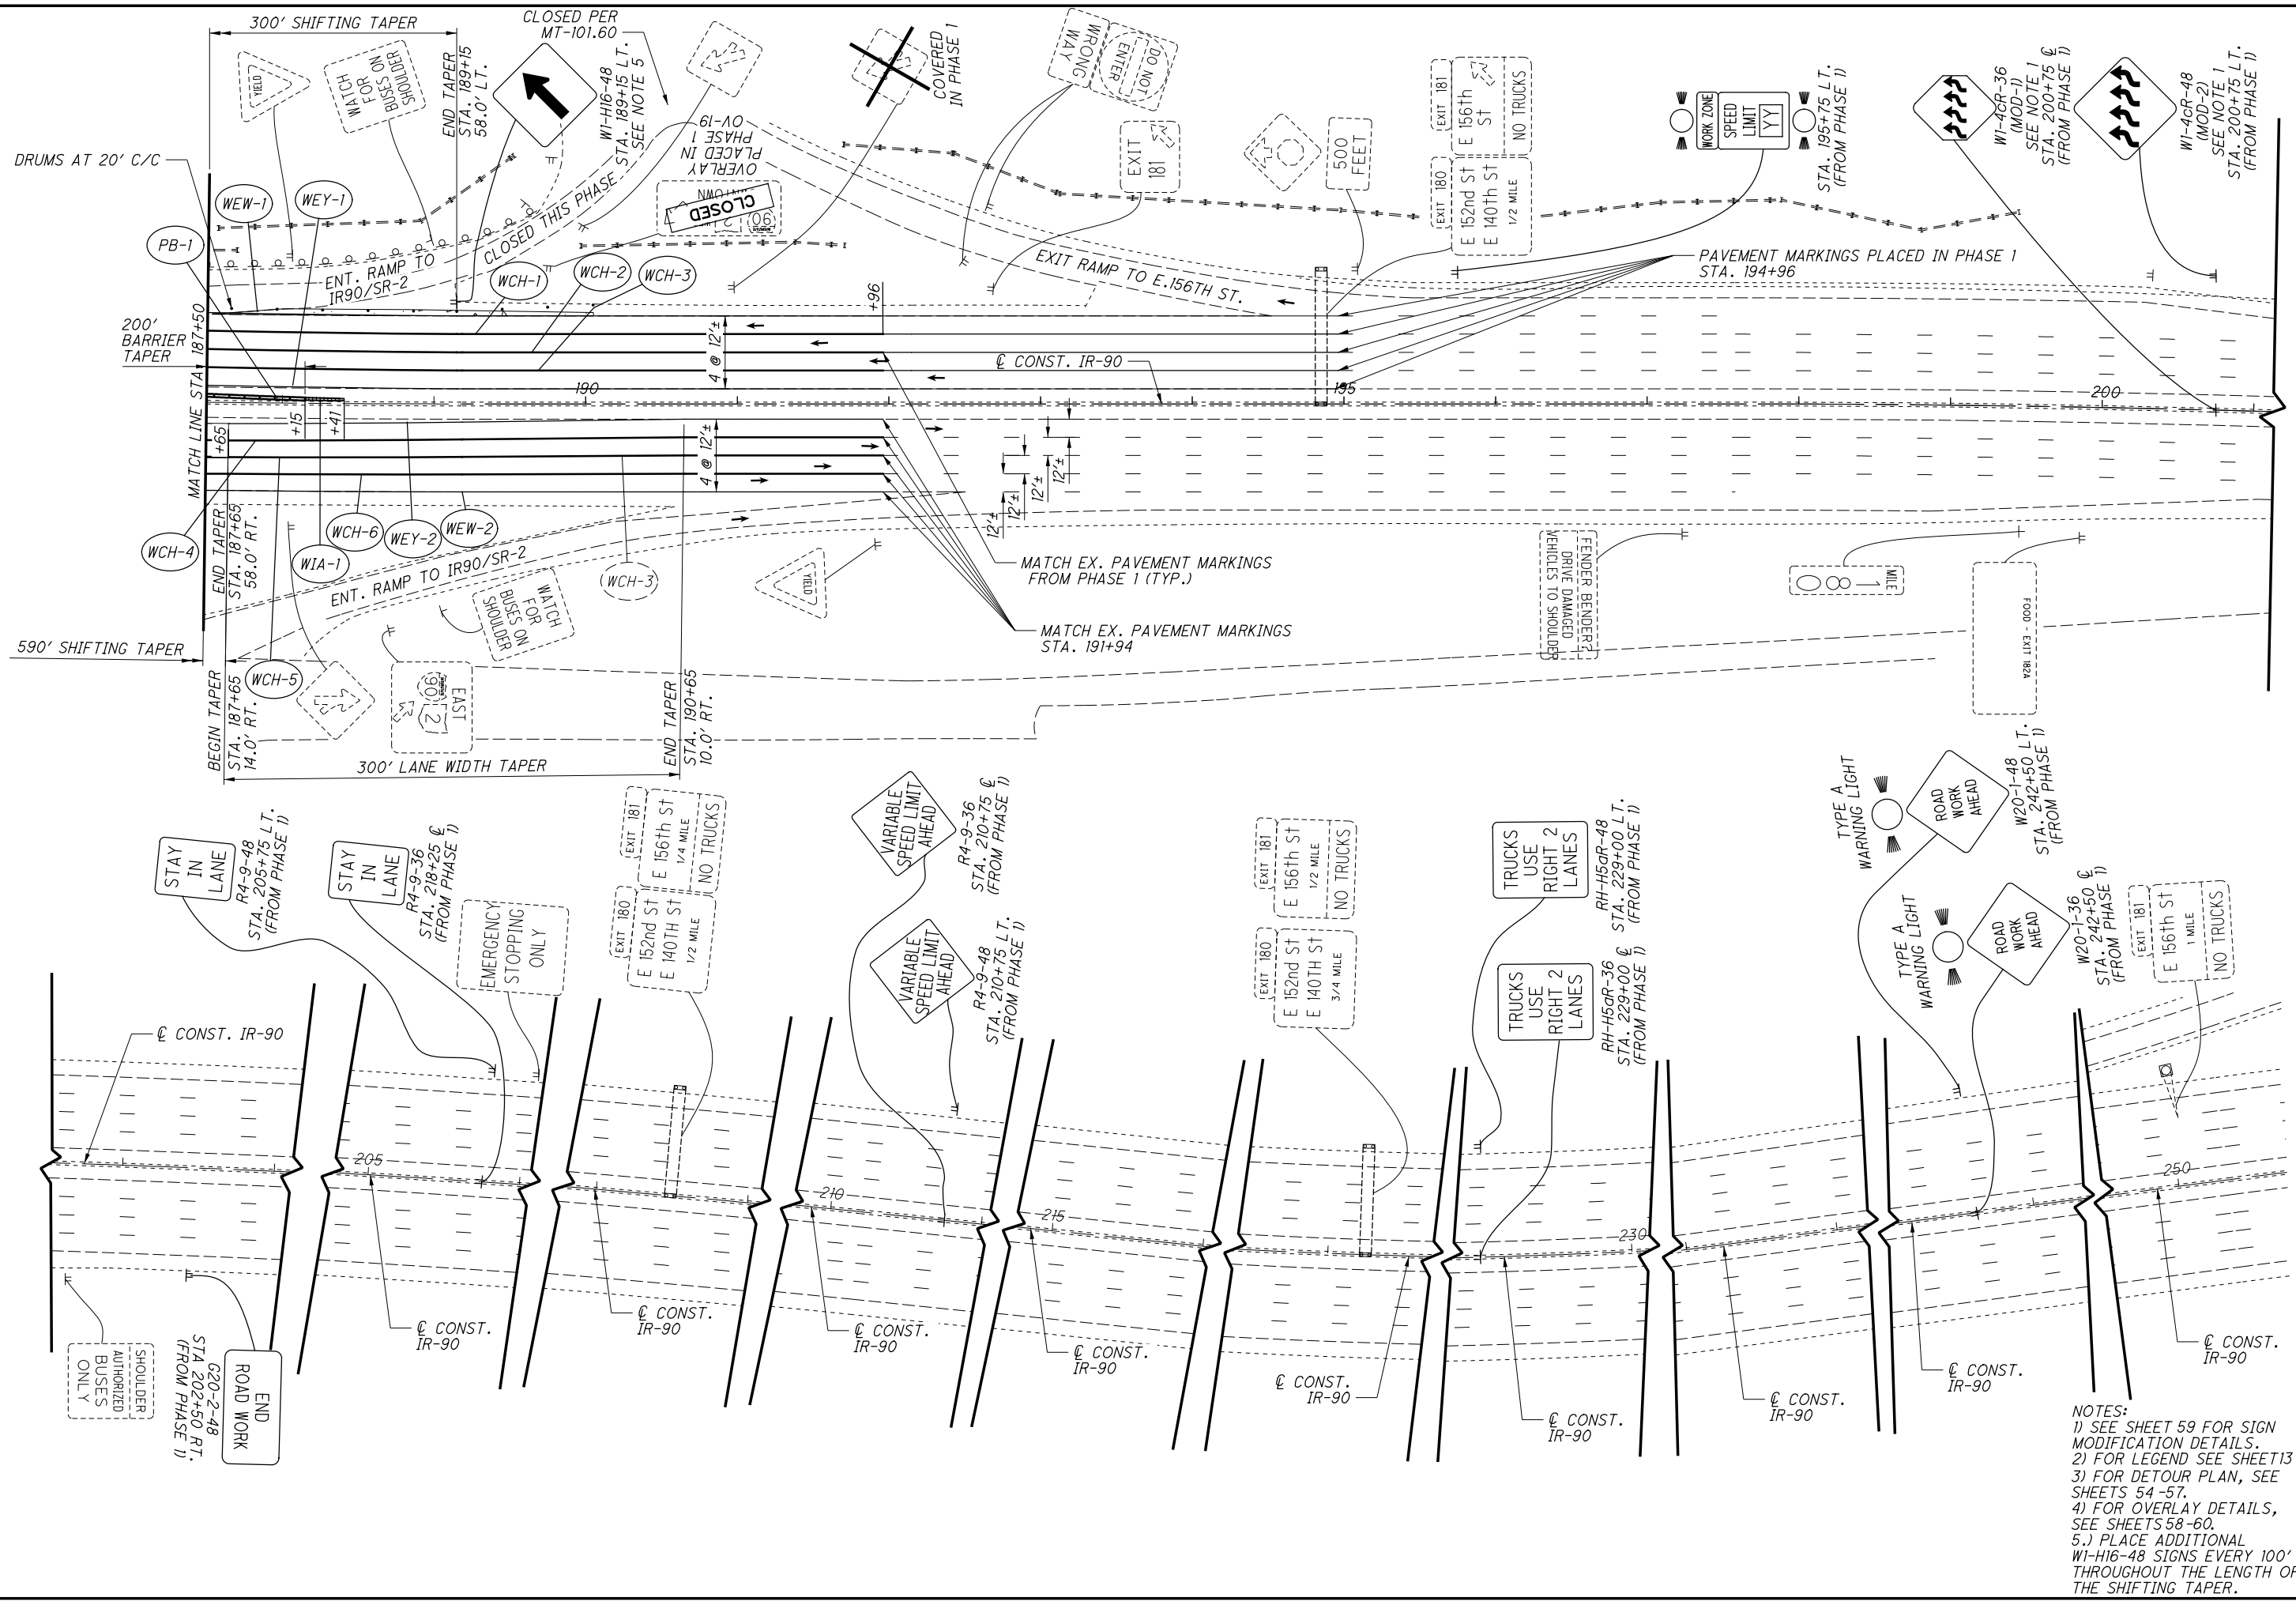 300' SHIFTING TAPER
YIELD
WATCH
FOR
BUSES ON
SHOULDER
END TAPER
STA. 189+15
58.0' LT.
CLOSED PER
MT-101.60
W1-H16-48
STA. 189+15 LT.
SEE NOTE 5
COVERED
IN PHASE 1
WRONG
WAY
DO NOT
ENTER
EXIT
181
500
FEET
EXIT 181
E 156th
St
NO TRUCKS
EXIT 180
E 152nd St
E 140th St
1/2 MILE
WORK ZONE
SPEED
LIMIT
YY
STA. 195+75 LT.
(FROM PHASE 1)
W1-4cR-36
(MOD-1)
SEE NOTE 1
STA. 200+75 ℄
(FROM PHASE 1)
W1-4cR-48
(MOD-2)
SEE NOTE 1
STA. 200+75 LT.
(FROM PHASE 1)
DRUMS AT 20' C/C
OVERLAY
PLACED IN
PHASE 1
OV-19
CLOSED
90
2
WEW-1
WEY-1
PB-1
ENT. RAMP TO
IR90/SR-2
CLOSED THIS PHASE
WCH-1
WCH-2
WCH-3
EXIT RAMP TO E.156TH ST.
PAVEMENT MARKINGS PLACED IN PHASE 1
STA. 194+96
200'
BARRIER
TAPER
MATCH LINE STA. 187+50
4 @ 12'±
+96
℄ CONST. IR-90
190
195
200
+65
+15
+41
4 @ 12'±
12'±
12'±
12'±
12'±
WCH-4
END TAPER
STA. 187+65
58.0' RT.
WIA-1
WCH-6
WEY-2
WEW-2
WCH-3
WCH-5
ENT. RAMP TO IR90/SR-2
MATCH EX. PAVEMENT MARKINGS
FROM PHASE 1 (TYP.)
MATCH EX. PAVEMENT MARKINGS
STA. 191+94
YIELD
WATCH
FOR
BUSES ON
SHOULDER
FENDER BENDER?
DRIVE DAMAGED
VEHICLES TO SHOULDER
MILE
180
FOOD - EXIT 182A
590' SHIFTING TAPER
BEGIN TAPER
STA. 187+65
14.0' RT.
EAST
90
2
END TAPER
STA. 190+65
10.0' RT.
300' LANE WIDTH TAPER
STAY
IN
LANE
R4-9-48
STA. 205+75 LT.
(FROM PHASE 1)
STAY
IN
LANE
R4-9-36
STA. 218+25 ℄
(FROM PHASE 1)
EMERGENCY
STOPPING
ONLY
EXIT 181
E 156th St
1/4 MILE
NO TRUCKS
EXIT 180
E 152nd St
E 140TH St
1/2 MILE
VARIABLE
SPEED LIMIT
AHEAD
R4-9-36
STA. 210+75 ℄
(FROM PHASE 1)
VARIABLE
SPEED LIMIT
AHEAD
R4-9-48
STA. 210+75 LT.
(FROM PHASE 1)
EXIT 181
E 156th St
1/2 MILE
NO TRUCKS
EXIT 180
E 152nd St
E 140TH St
3/4 MILE
TRUCKS
USE
RIGHT 2
LANES
RH-H5aR-48
STA. 229+00 LT.
(FROM PHASE 1)
TRUCKS
USE
RIGHT 2
LANES
RH-H5aR-36
STA. 229+00 ℄
(FROM PHASE 1)
TYPE A
WARNING LIGHT
ROAD
WORK
AHEAD
W20-1-48
STA. 242+50 LT.
(FROM PHASE 1)
TYPE A
WARNING LIGHT
ROAD
WORK
AHEAD
W20-1-36
STA. 242+50 ℄
(FROM PHASE 1)
EXIT 181
E 156th St
1 MILE
NO TRUCKS
℄ CONST. IR-90
205
210
215
230
250
℄ CONST.
IR-90
℄ CONST.
IR-90
℄ CONST.
IR-90
℄ CONST.
IR-90
℄ CONST.
IR-90
℄ CONST.
IR-90
℄ CONST.
IR-90
℄ CONST.
IR-90
℄ CONST.
IR-90
SHOULDER
AUTHORIZED
BUSES
ONLY
G20-2-48
STA 202+50 RT.
(FROM PHASE 1)
END
ROAD WORK
NOTES:
1) SEE SHEET 59 FOR SIGN
MODIFICATION DETAILS.
2) FOR LEGEND SEE SHEET13
3) FOR DETOUR PLAN, SEE
SHEETS 54-57.
4) FOR OVERLAY DETAILS,
SEE SHEETS 58-60.
5.) PLACE ADDITIONAL
W1-H16-48 SIGNS EVERY 100'
THROUGHOUT THE LENGTH OF
THE SHIFTING TAPER.